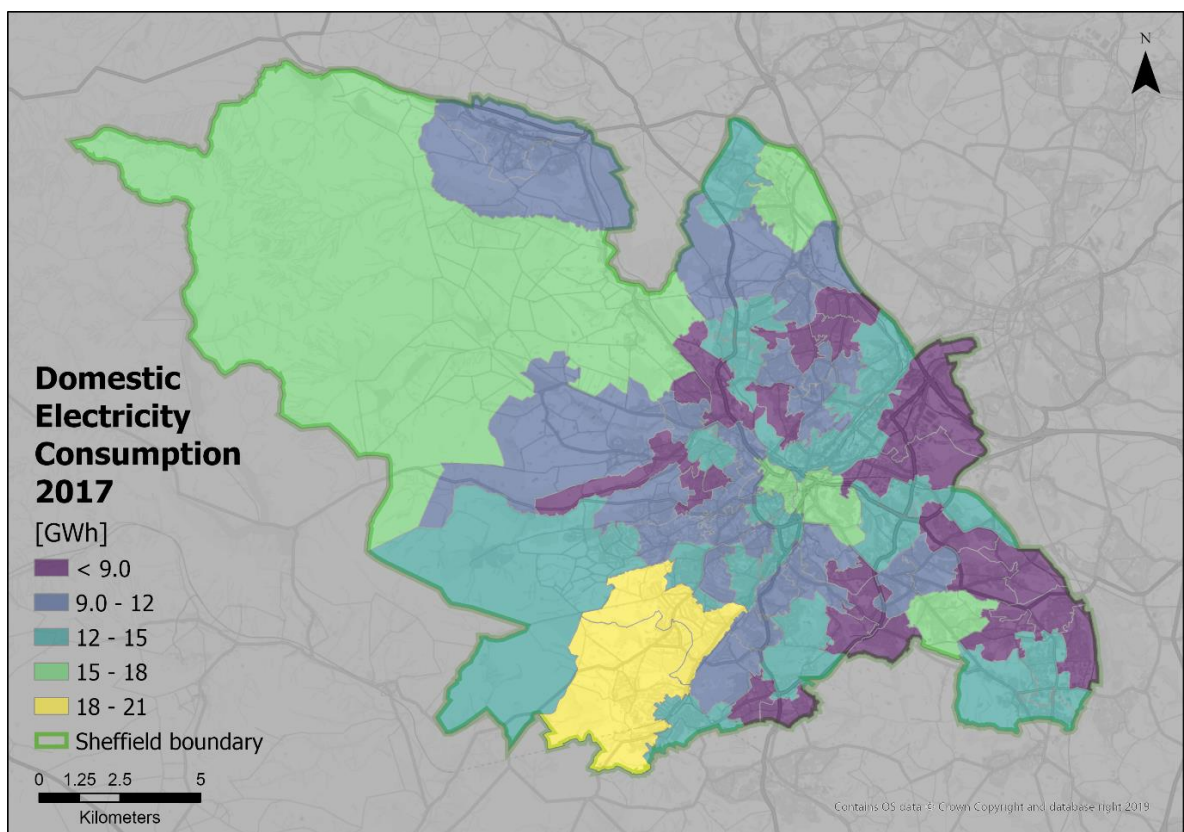 N
Domestic
Electricity
Consumption
2017
[GWh]
< 9.0
9.0 - 12
12 - 15
15 - 18
18 - 21
Sheffield boundary
0 1.25 2.5 5
Kilometers
Contains OS data © Crown Copyright and database right 2019